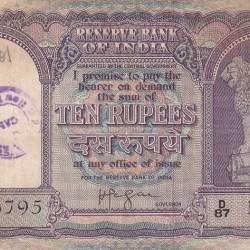 RESERVE BANK
OF INDIA
GUARANTEED BY THE CENTRAL GOVERNMENT
I promise to pay the
bearer on demand
the sum of
TEN RUPEES
दस रूपये
at any office of issue
FOR THE RESERVE BANK OF INDIA
GOVERNOR
D
87
5795